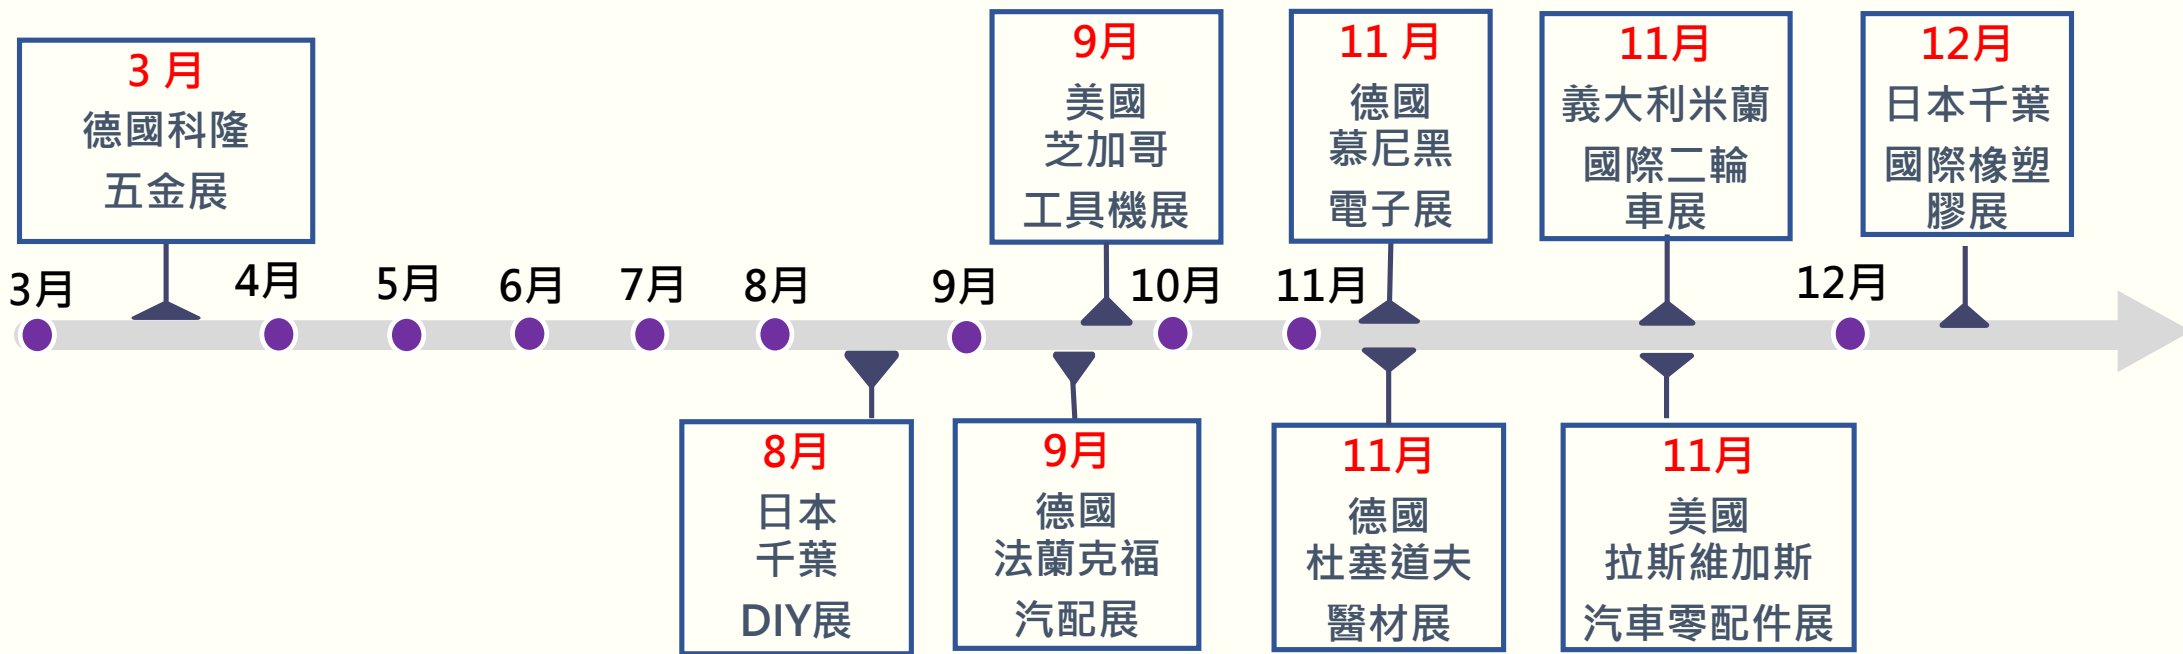 3 月
德國科隆
五金展
9月
美國
芝加哥
工具機展
11 月
德國
慕尼黑
電子展
11月
義大利米蘭
國際二輪
車展
12月
日本千葉
國際橡塑
膠展
3月
4月
5月
6月
7月
8月
9月
10月
11月
12月
8月
日本
千葉
DIY展
9月
德國
法蘭克福
汽配展
11月
德國
杜塞道夫
醫材展
11月
美國
拉斯維加斯
汽車零配件展